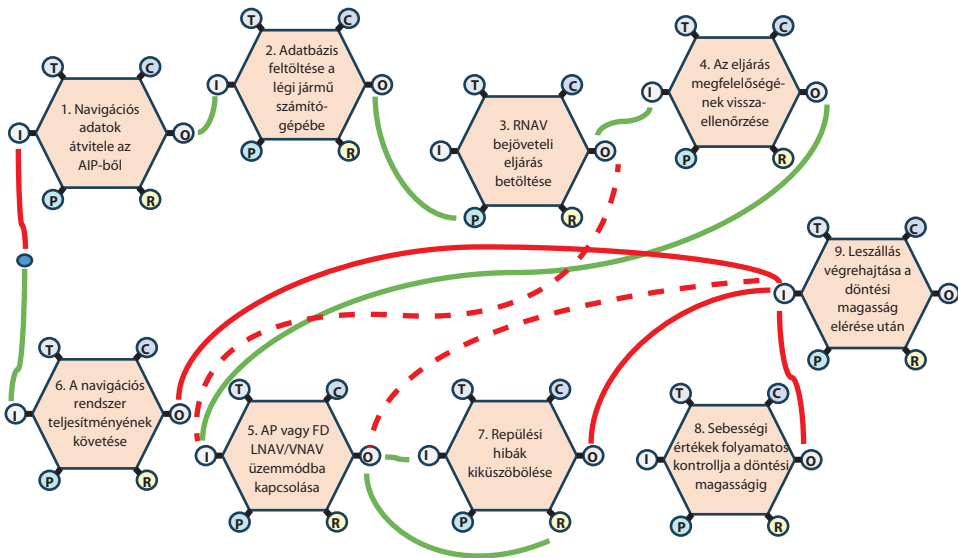 T
C
I
O
P
R
1. Navigációs
adatok
átvitele az
AIP-ből
T
C
I
O
P
R
2. Adatbázis
feltöltése a
légi jármű
számító-
gépébe
T
C
I
O
P
R
3. RNAV
bejöveteli
eljárás
betöltése
T
C
I
O
P
R
4. Az eljárás
megfelelőségé-
nek vissza-
ellenőrzése
T
C
I
O
P
R
9. Leszállás
végrehajtása a
döntési
magasság
elérése után
T
C
I
O
P
R
6. A navigációs
rendszer
teljesítményének
követése
T
C
I
O
P
R
5. AP vagy FD
LNAV/VNAV
üzemmódba
kapcsolása
T
C
I
O
P
R
7. Repülési
hibák
kiküszöbölése
T
C
I
O
P
R
8. Sebességi
értékek folyamatos
kontrollja a döntési
magasságig